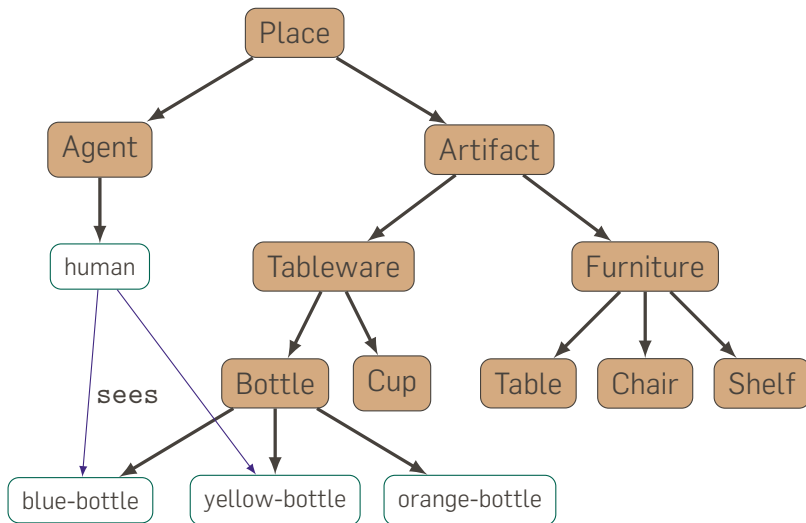 Place
Agent
Artifact
human
Tableware
Furniture
Bottle
Cup
Table
Chair
Shelf
sees
blue-bottle
yellow-bottle
orange-bottle